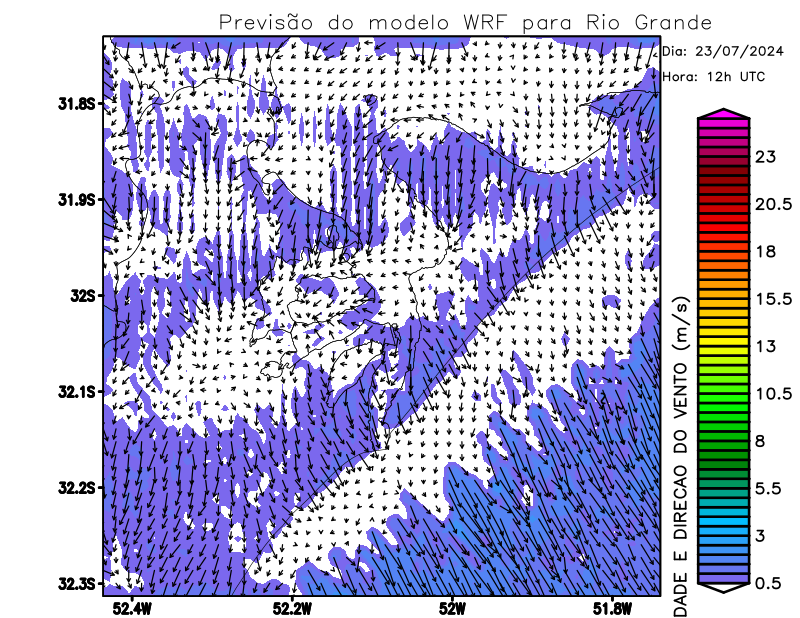 Previsão do modelo WRF para Rio Grande
Dia: 23/07/2024
Hora: 12h UTC
31.8S
31.9S
32S
32.1S
32.2S
32.3S
52.4W
52.2W
52W
51.8W
23
20.5
18
15.5
13
10.5
8
5.5
3
0.5
DADE E DIRECAO DO VENTO (m/s)